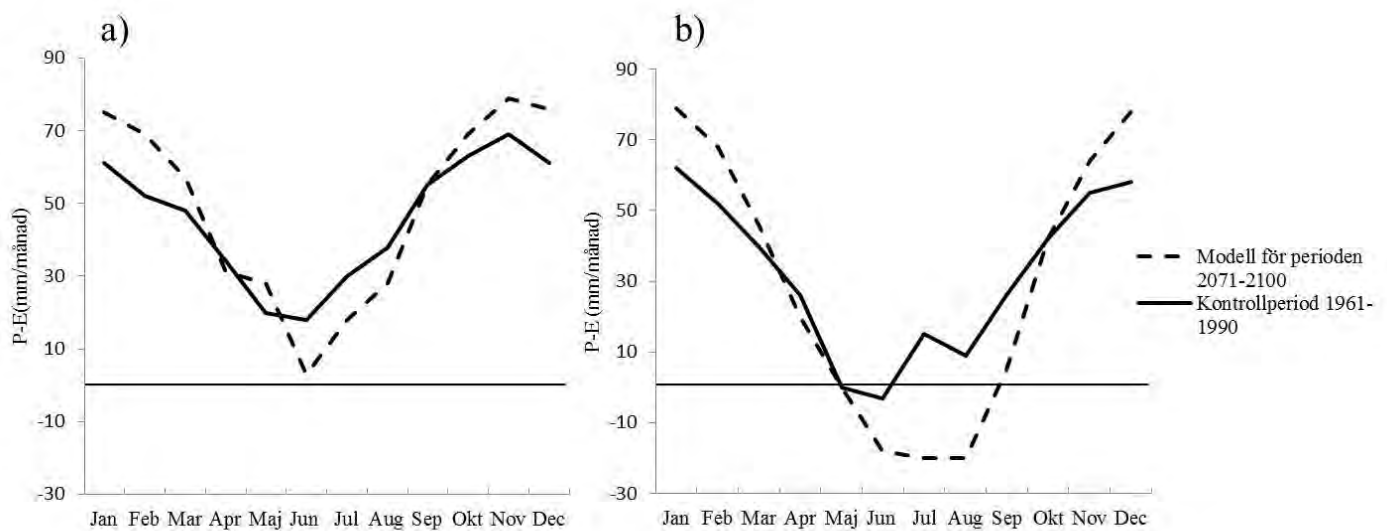 a)
90
70
50
30
10
-10
-30
P-E(mm/månad)
Jan Feb Mar Apr Maj Jun Jul Aug Sep Okt Nov Dec
b)
90
70
50
30
10
-10
-30
P-E (mm/månad)
Jan Feb Mar Apr Maj Jun Jul Aug Sep Okt Nov Dec
Modell för perioden
2071-2100
Kontrollperiod 1961-
1990